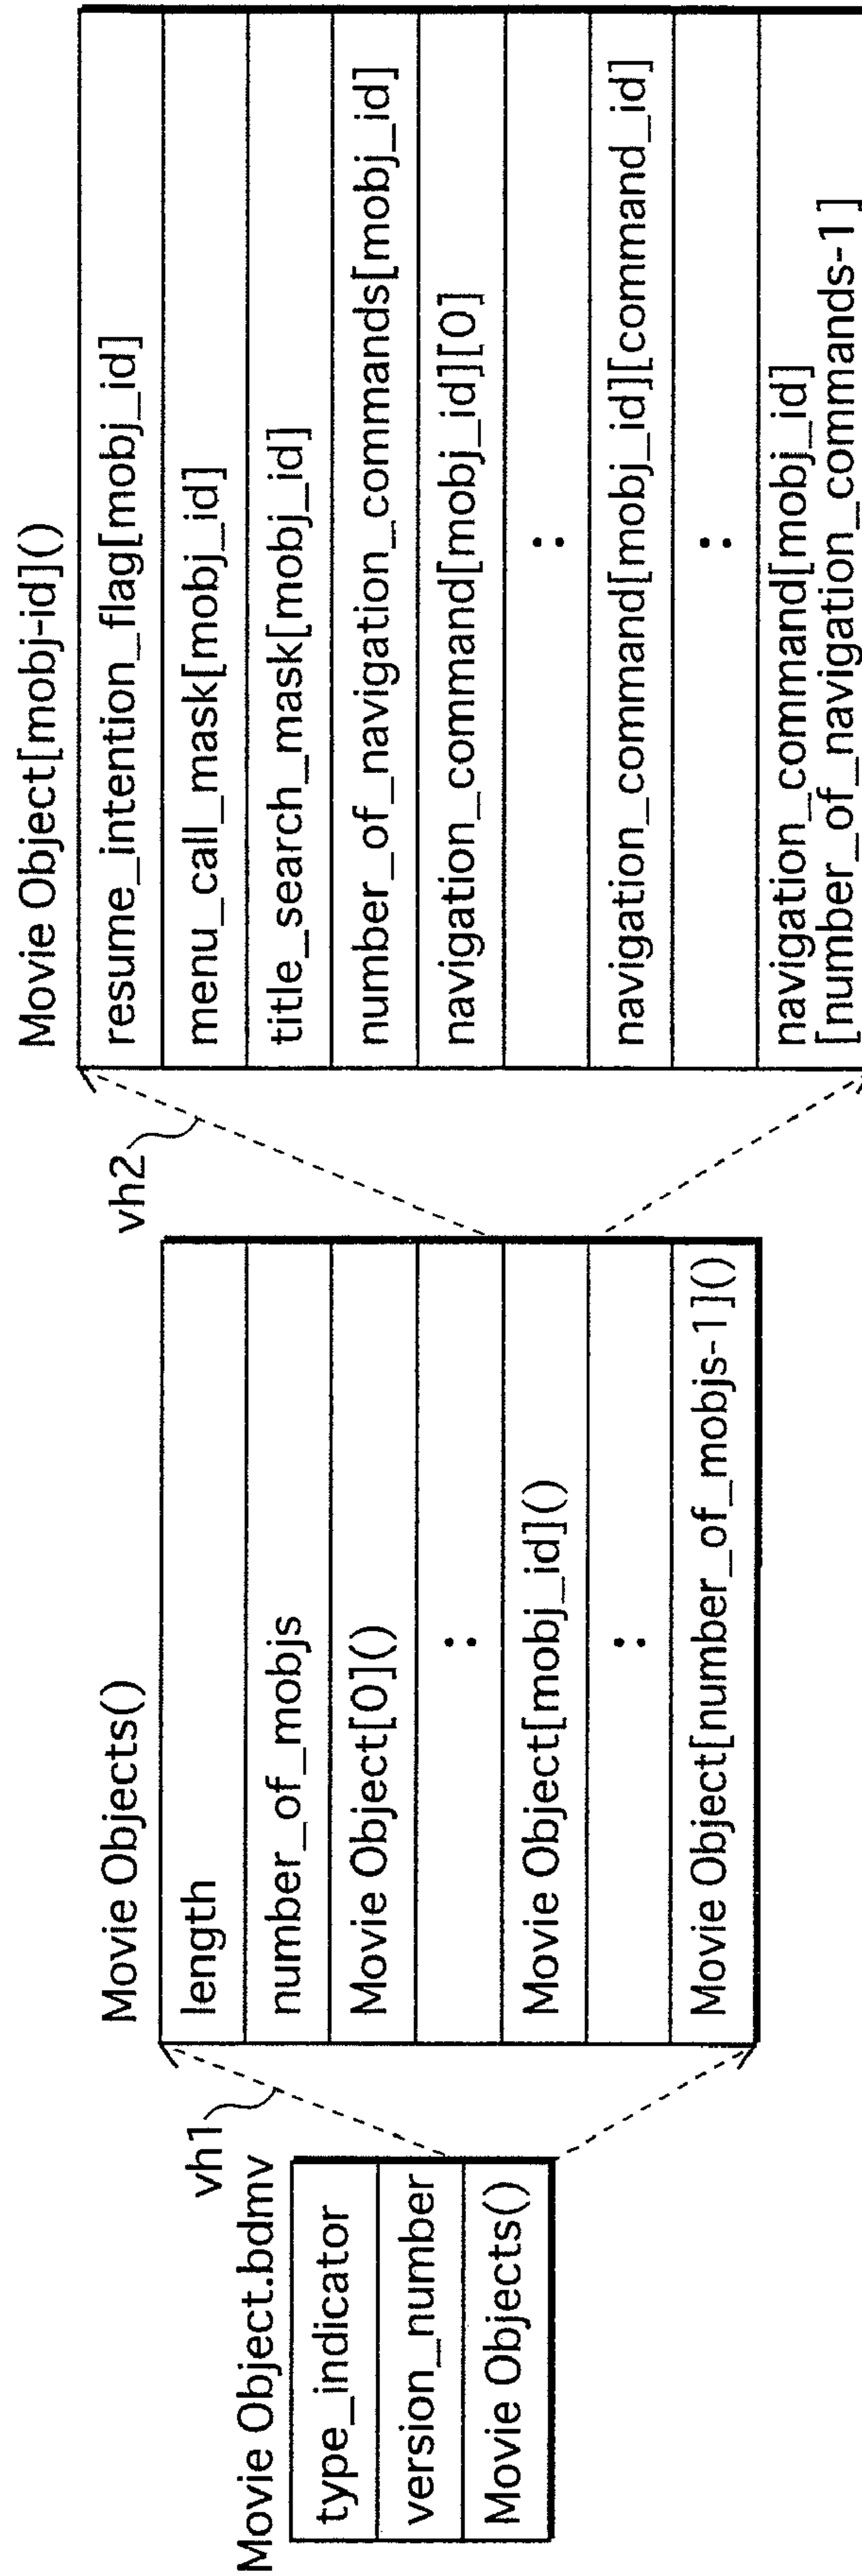 Movie Object.bdmv
type_indicator
version_number
Movie Objects()
vh1
Movie Objects()
length
number_of_mobjs
Movie Object[0]()
:
Movie Object[mobj_id]()
:
Movie Object[number_of_mobjs-1]()
vh2
Movie Object[mobj-id]()
resume_intention_flag[mobj_id]
menu_call_mask[mobj_id]
title_search_mask[mobj_id]
number_of_navigation_commands[mobj_id]
navigation_command[mobj_id][0]
:
navigation_command[mobj_id][command_id]
:
navigation_command[mobj_id]
[number_of_navigation_commands-1]